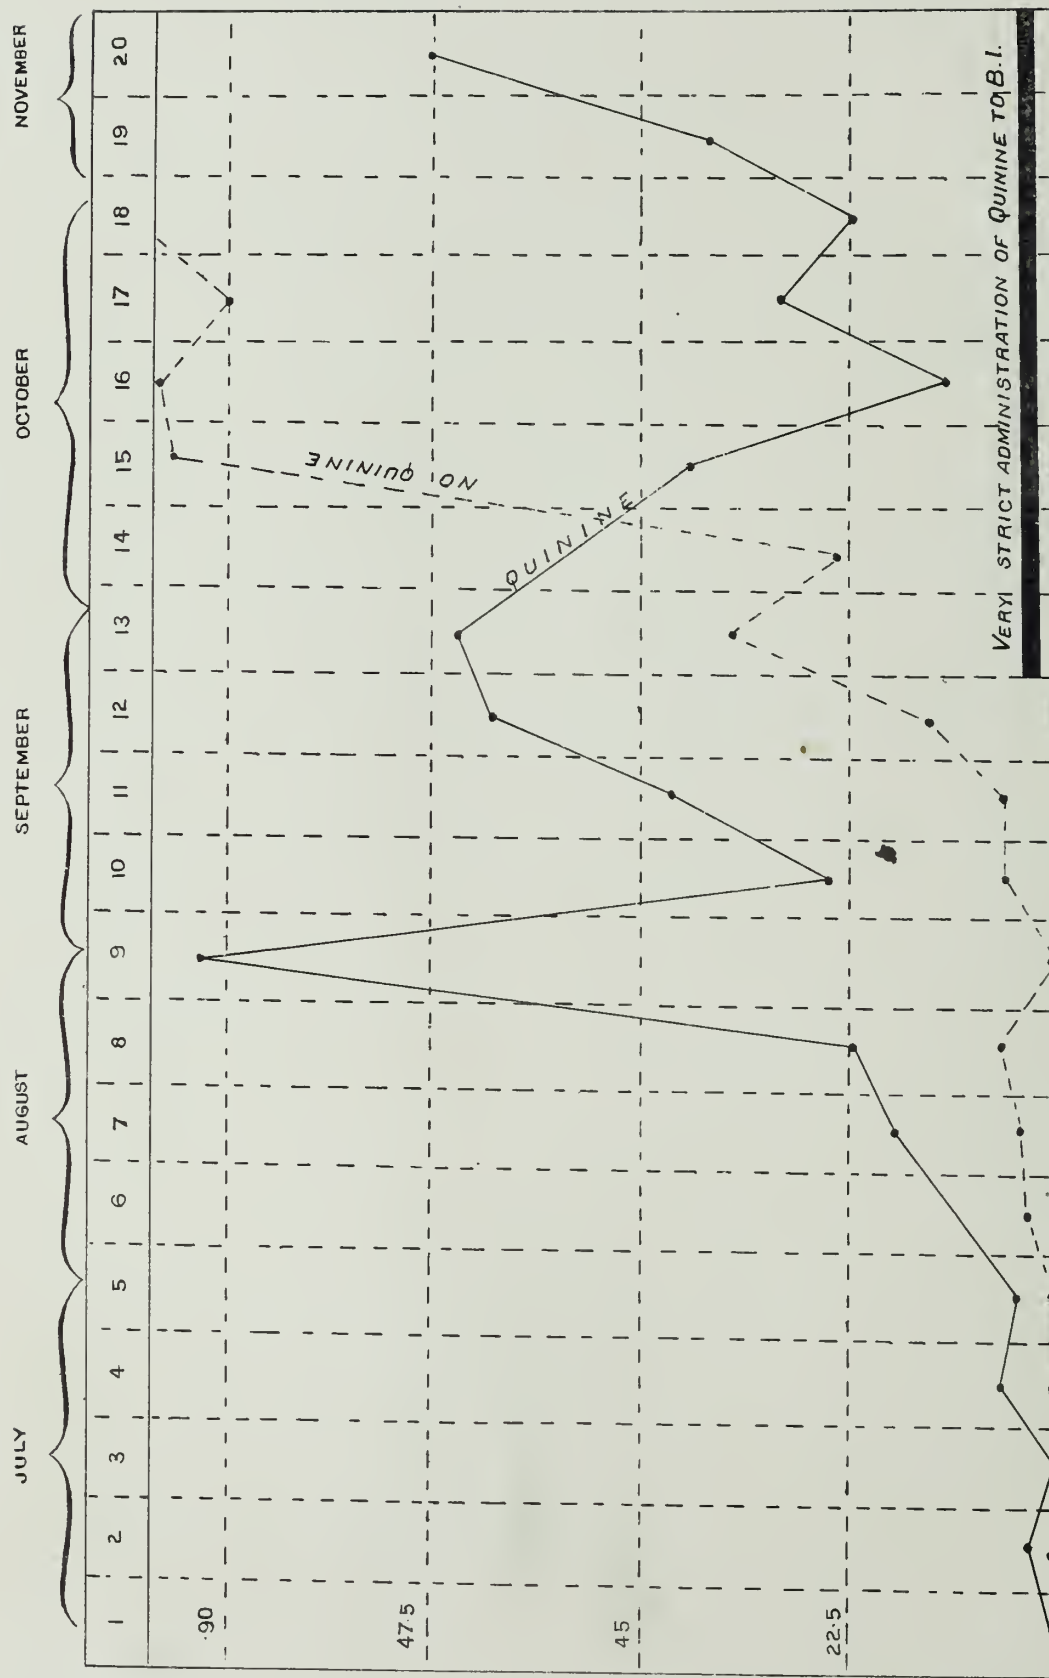 JULY AUGUST SEPTEMBER OCTOBER NOVEMBER
1 2 3 4 5 6 7 8 9 10 11 12 13 14 15 16 17 18 19 20
.90
47.5
45
22.5
NO QUININE
QUININE
VERY STRICT ADMINISTRATION OF QUININE TO B.I.